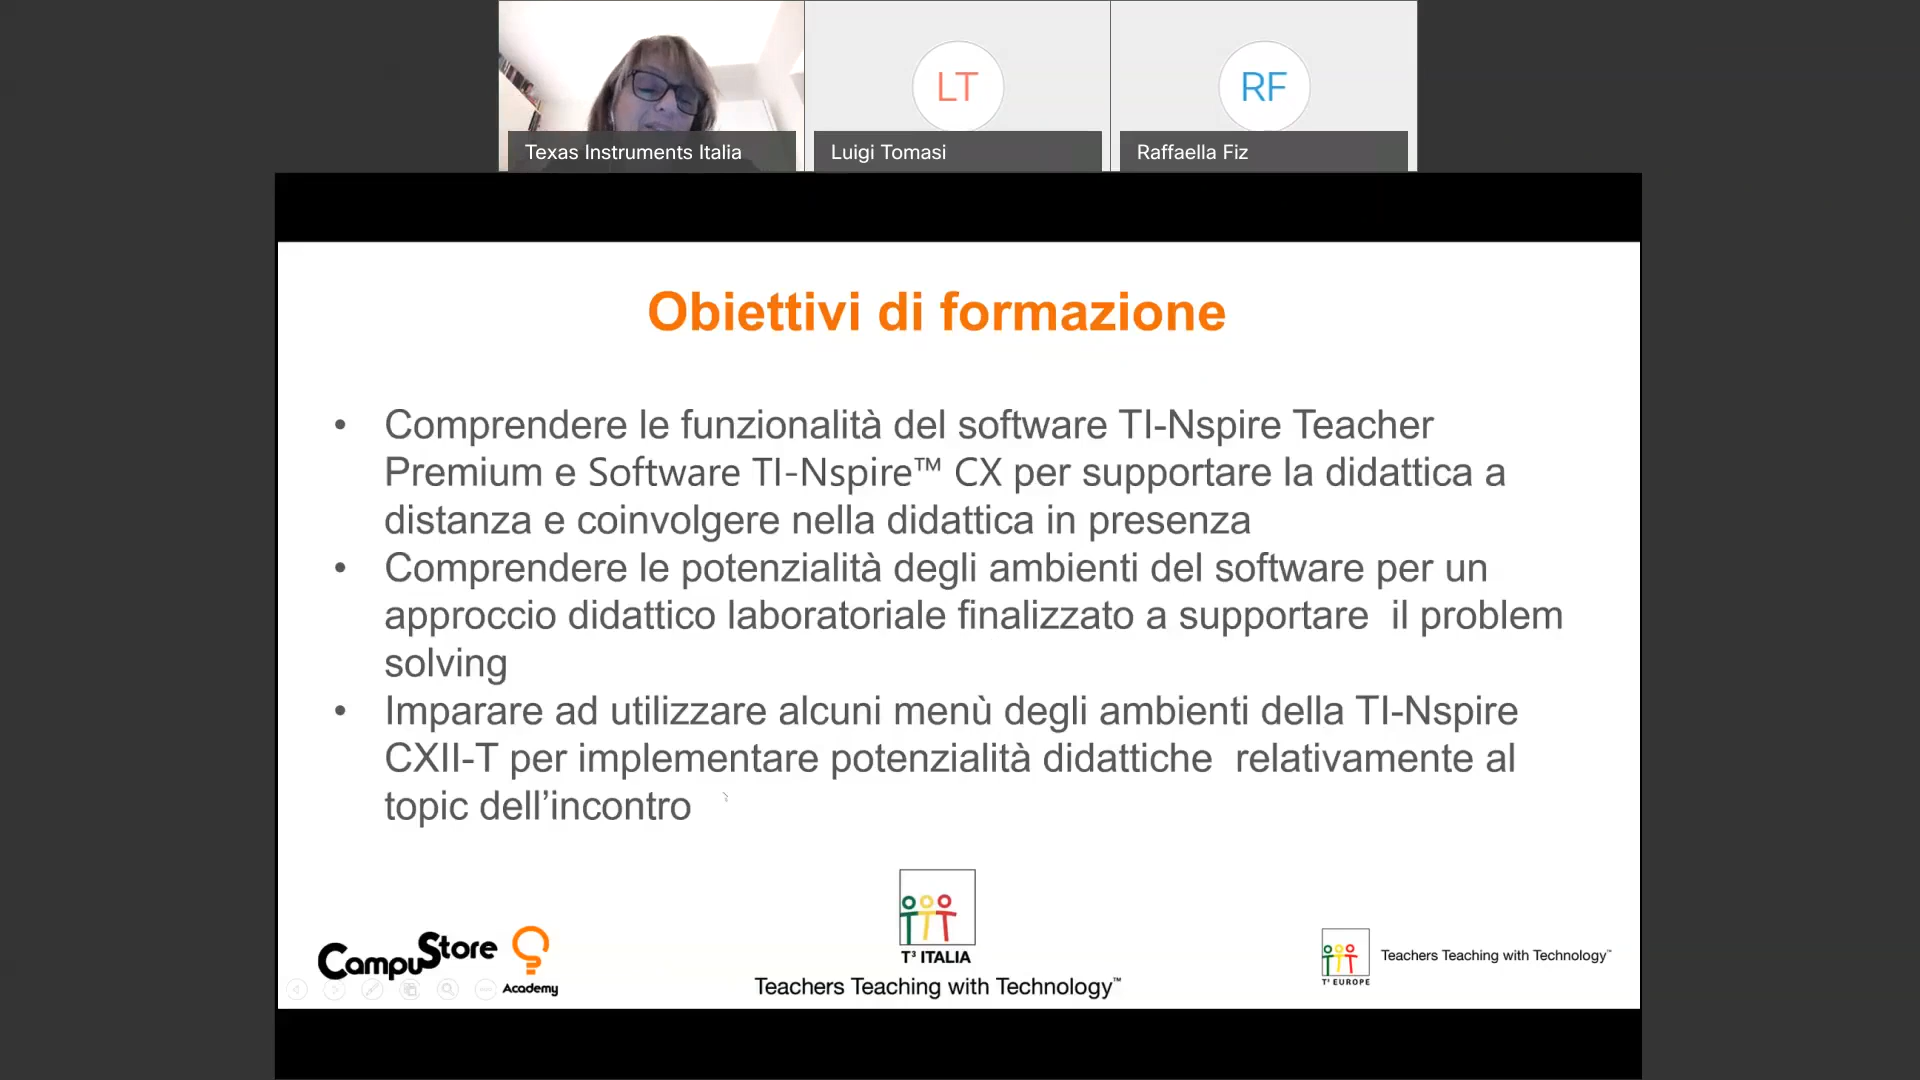 LT
RF
Texas Instruments Italia
Luigi Tomasi
Raffaella Fiz
Obiettivi di formazione
• Comprendere le funzionalità del software TI-Nspire Teacher
Premium e Software TI-Nspire™ CX per supportare la didattica a
distanza e coinvolgere nella didattica in presenza
• Comprendere le potenzialità degli ambienti del software per un
approccio didattico laboratoriale finalizzato a supportare  il problem
solving
• Imparare ad utilizzare alcuni menù degli ambienti della TI-Nspire
CXII-T per implementare potenzialità didattiche  relativamente al
topic dell’incontro
CampuStore
Academy
T³ ITALIA
Teachers Teaching with Technology™
T³ EUROPE
Teachers Teaching with Technology™